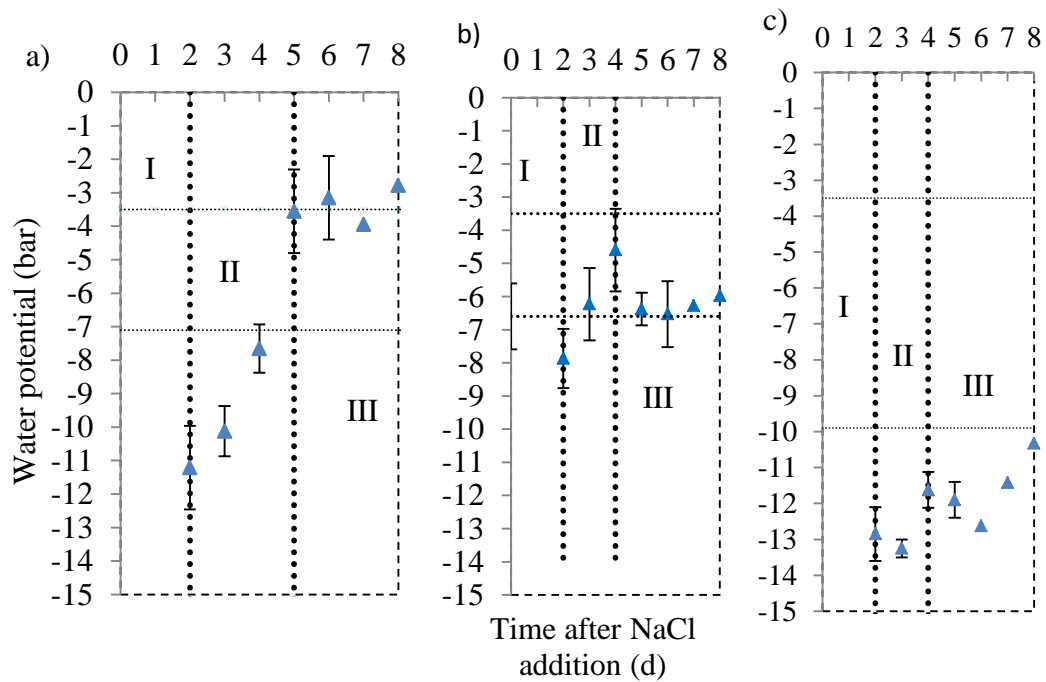 a)
0 1 2 3 4 5 6 7 8
0
-1
-2
-3
-4
-5
-6
-7
-8
-9
-10
-11
-12
-13
-14
-15
I
II
III
Water potential (bar)
b)
0 1 2 3 4 5 6 7 8
0
-1
-2
-3
-4
-5
-6
-7
-8
-9
-10
-11
-12
-13
-14
-15
I
II
III
Time after NaCl
addition (d)
c)
0 1 2 3 4 5 6 7 8
0
-1
-2
-3
-4
-5
-6
-7
-8
-9
-10
-11
-12
-13
-14
-15
I
II
III